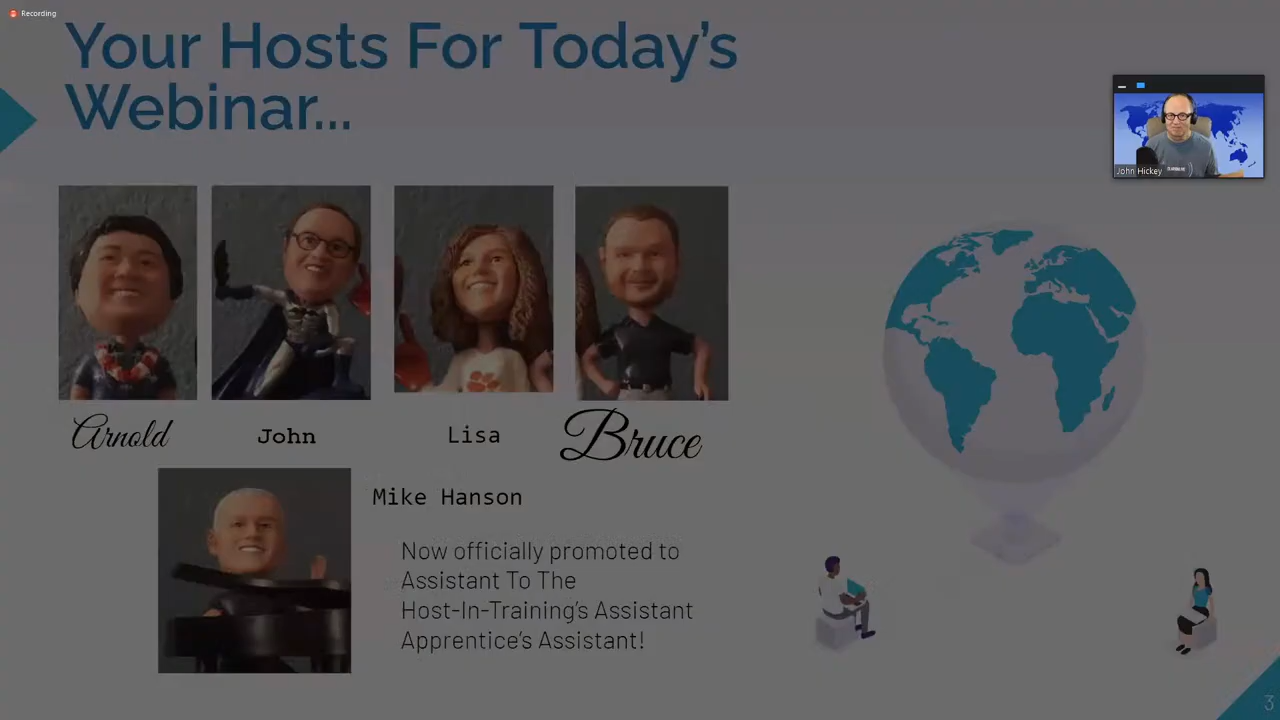 Recording
Your Hosts For Today's
Webinar...
John Hickey
Arnold
John
Lisa
Bruce
Mike Hanson
Now officially promoted to
Assistant To The
Host-In-Training's Assistant
Apprentice's Assistant!
3